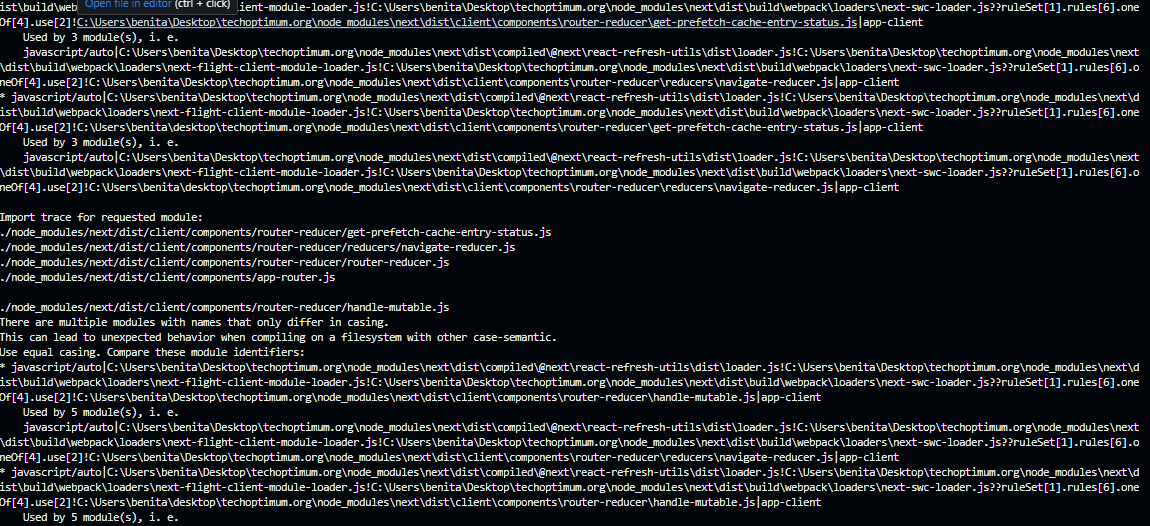 ist\build\webpack\loaders\next-flight-client-module-loader.js!C:\Users\benita\Desktop\techoptimum.org\node_modules\next\dist\build\webpack\loaders\next-swc-loader.js??ruleSet[1].rules[6].one
Open file in editor (ctrl + click)
Of[4].use[2]!C:\Users\benita\Desktop\techoptimum.org\node_modules\next\dist\client\components\router-reducer\get-prefetch-cache-entry-status.js|app-client
Used by 3 module(s), i. e.
javascript/auto|C:\Users\benita\Desktop\techoptimum.org\node_modules\next\dist\compiled\@next\react-refresh-utils\dist\loader.js!C:\Users\benita\Desktop\techoptimum.org\node_modules\next
\dist\build\webpack\loaders\next-flight-client-module-loader.js!C:\Users\benita\Desktop\techoptimum.org\node_modules\next\dist\build\webpack\loaders\next-swc-loader.js??ruleSet[1].rules[6].o
neOf[4].use[2]!C:\Users\benita\Desktop\techoptimum.org\node_modules\next\dist\client\components\router-reducer\reducers\navigate-reducer.js|app-client
* javascript/auto|C:\Users\benita\Desktop\techoptimum.org\node_modules\next\dist\compiled\@next\react-refresh-utils\dist\loader.js!C:\Users\benita\Desktop\techoptimum.org\node_modules\next\d
ist\build\webpack\loaders\next-flight-client-module-loader.js!C:\Users\benita\Desktop\techoptimum.org\node_modules\next\dist\build\webpack\loaders\next-swc-loader.js??ruleSet[1].rules[6].one
Of[4].use[2]!C:\Users\benita\desktop\techoptimum.org\node_modules\next\dist\client\components\router-reducer\get-prefetch-cache-entry-status.js|app-client
Used by 3 module(s), i. e.
javascript/auto|C:\Users\benita\Desktop\techoptimum.org\node_modules\next\dist\compiled\@next\react-refresh-utils\dist\loader.js!C:\Users\benita\Desktop\techoptimum.org\node_modules\next
\dist\build\webpack\loaders\next-flight-client-module-loader.js!C:\Users\benita\Desktop\techoptimum.org\node_modules\next\dist\build\webpack\loaders\next-swc-loader.js??ruleSet[1].rules[6].o
neOf[4].use[2]!C:\Users\benita\desktop\techoptimum.org\node_modules\next\dist\client\components\router-reducer\reducers\navigate-reducer.js|app-client
Import trace for requested module:
./node_modules/next/dist/client/components/router-reducer/get-prefetch-cache-entry-status.js
./node_modules/next/dist/client/components/router-reducer/reducers/navigate-reducer.js
./node_modules/next/dist/client/components/router-reducer/router-reducer.js
./node_modules/next/dist/client/components/app-router.js
./node_modules/next/dist/client/components/router-reducer/handle-mutable.js
There are multiple modules with names that only differ in casing.
This can lead to unexpected behavior when compiling on a filesystem with other case-semantic.
Use equal casing. Compare these module identifiers:
* javascript/auto|C:\Users\benita\Desktop\techoptimum.org\node_modules\next\dist\compiled\@next\react-refresh-utils\dist\loader.js!C:\Users\benita\Desktop\techoptimum.org\node_modules\next\d
ist\build\webpack\loaders\next-flight-client-module-loader.js!C:\Users\benita\Desktop\techoptimum.org\node_modules\next\dist\build\webpack\loaders\next-swc-loader.js??ruleSet[1].rules[6].one
Of[4].use[2]!C:\Users\benita\Desktop\techoptimum.org\node_modules\next\dist\client\components\router-reducer\handle-mutable.js|app-client
Used by 5 module(s), i. e.
javascript/auto|C:\Users\benita\Desktop\techoptimum.org\node_modules\next\dist\compiled\@next\react-refresh-utils\dist\loader.js!C:\Users\benita\Desktop\techoptimum.org\node_modules\next
\dist\build\webpack\loaders\next-flight-client-module-loader.js!C:\Users\benita\Desktop\techoptimum.org\node_modules\next\dist\build\webpack\loaders\next-swc-loader.js??ruleSet[1].rules[6].o
neOf[4].use[2]!C:\Users\benita\Desktop\techoptimum.org\node_modules\next\dist\client\components\router-reducer\reducers\navigate-reducer.js|app-client
* javascript/auto|C:\Users\benita\Desktop\techoptimum.org\node_modules\next\dist\compiled\@next\react-refresh-utils\dist\loader.js!C:\Users\benita\Desktop\techoptimum.org\node_modules\next\d
ist\build\webpack\loaders\next-flight-client-module-loader.js!C:\Users\benita\Desktop\techoptimum.org\node_modules\next\dist\build\webpack\loaders\next-swc-loader.js??ruleSet[1].rules[6].one
Of[4].use[2]!C:\Users\benita\desktop\techoptimum.org\node_modules\next\dist\client\components\router-reducer\handle-mutable.js|app-client
Used by 5 module(s), i. e.